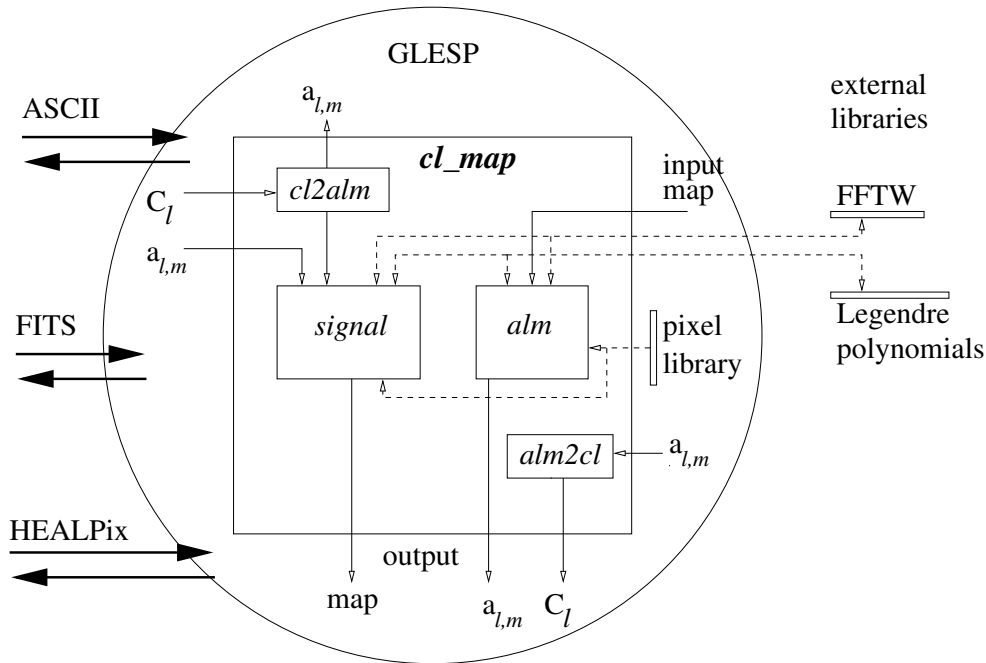 GLESP
ASCII
a_{l,m}
external
libraries
cl_map
cl2alm
input
map
C_l
FFTW
a_{l,m}
FITS
signal
alm
pixel
library
Legendre
polynomials
alm2cl
a_{l,m}
HEALPix
output
map
a_{l,m}
C_l